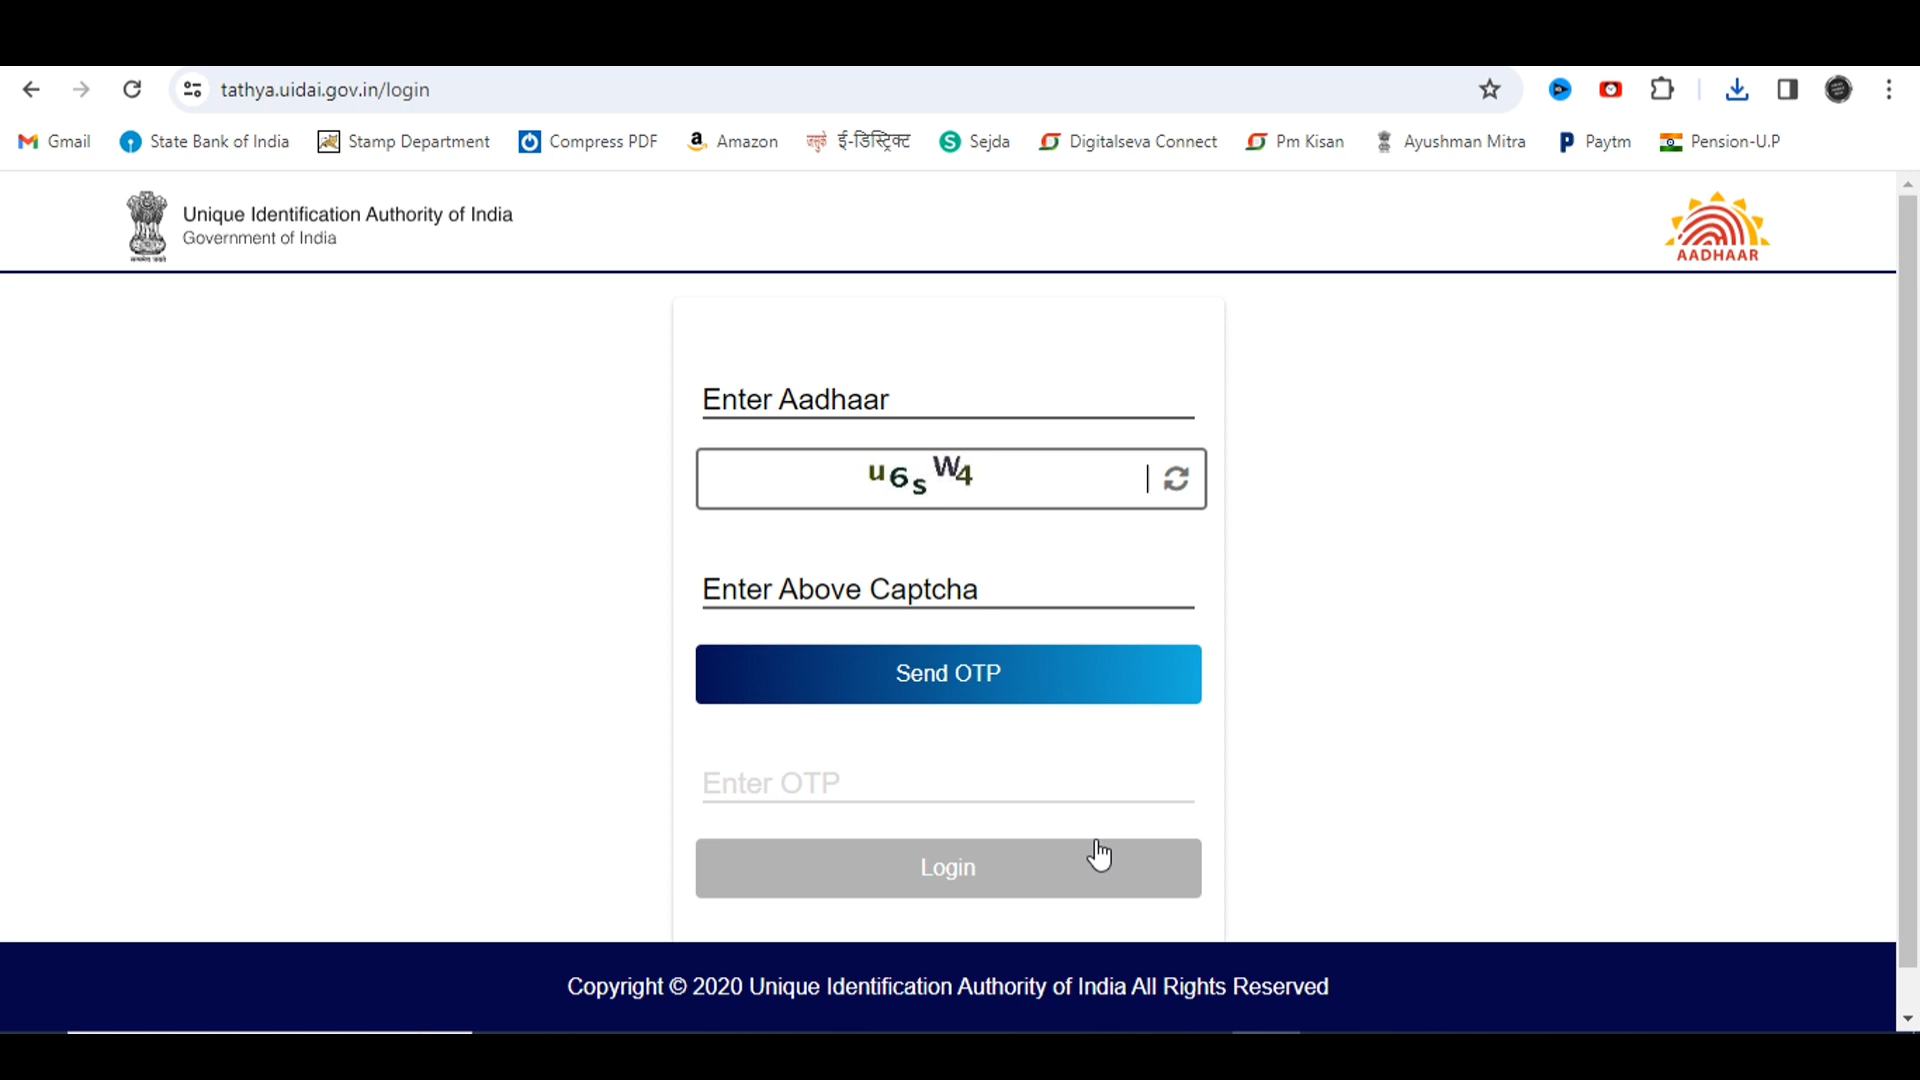 tathya.uidai.gov.in/login
Gmail State Bank of India Stamp Department Compress PDF a Amazon ई-डिस्ट्रिक्ट S Sejda Digitalseva Connect Pm Kisan Ayushman Mitra P Paytm Pension-U.P
Unique Identification Authority of India
Government of India
AADHAAR
Enter Aadhaar
u6sW4
Enter Above Captcha
Send OTP
Enter OTP
Login
Copyright © 2020 Unique Identification Authority of India All Rights Reserved